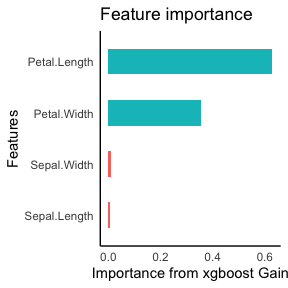 Feature importance
Features
Petal.Length
Petal.Width
Sepal.Width
Sepal.Length
0.0 0.2 0.4 0.6
Importance from xgboost Gain